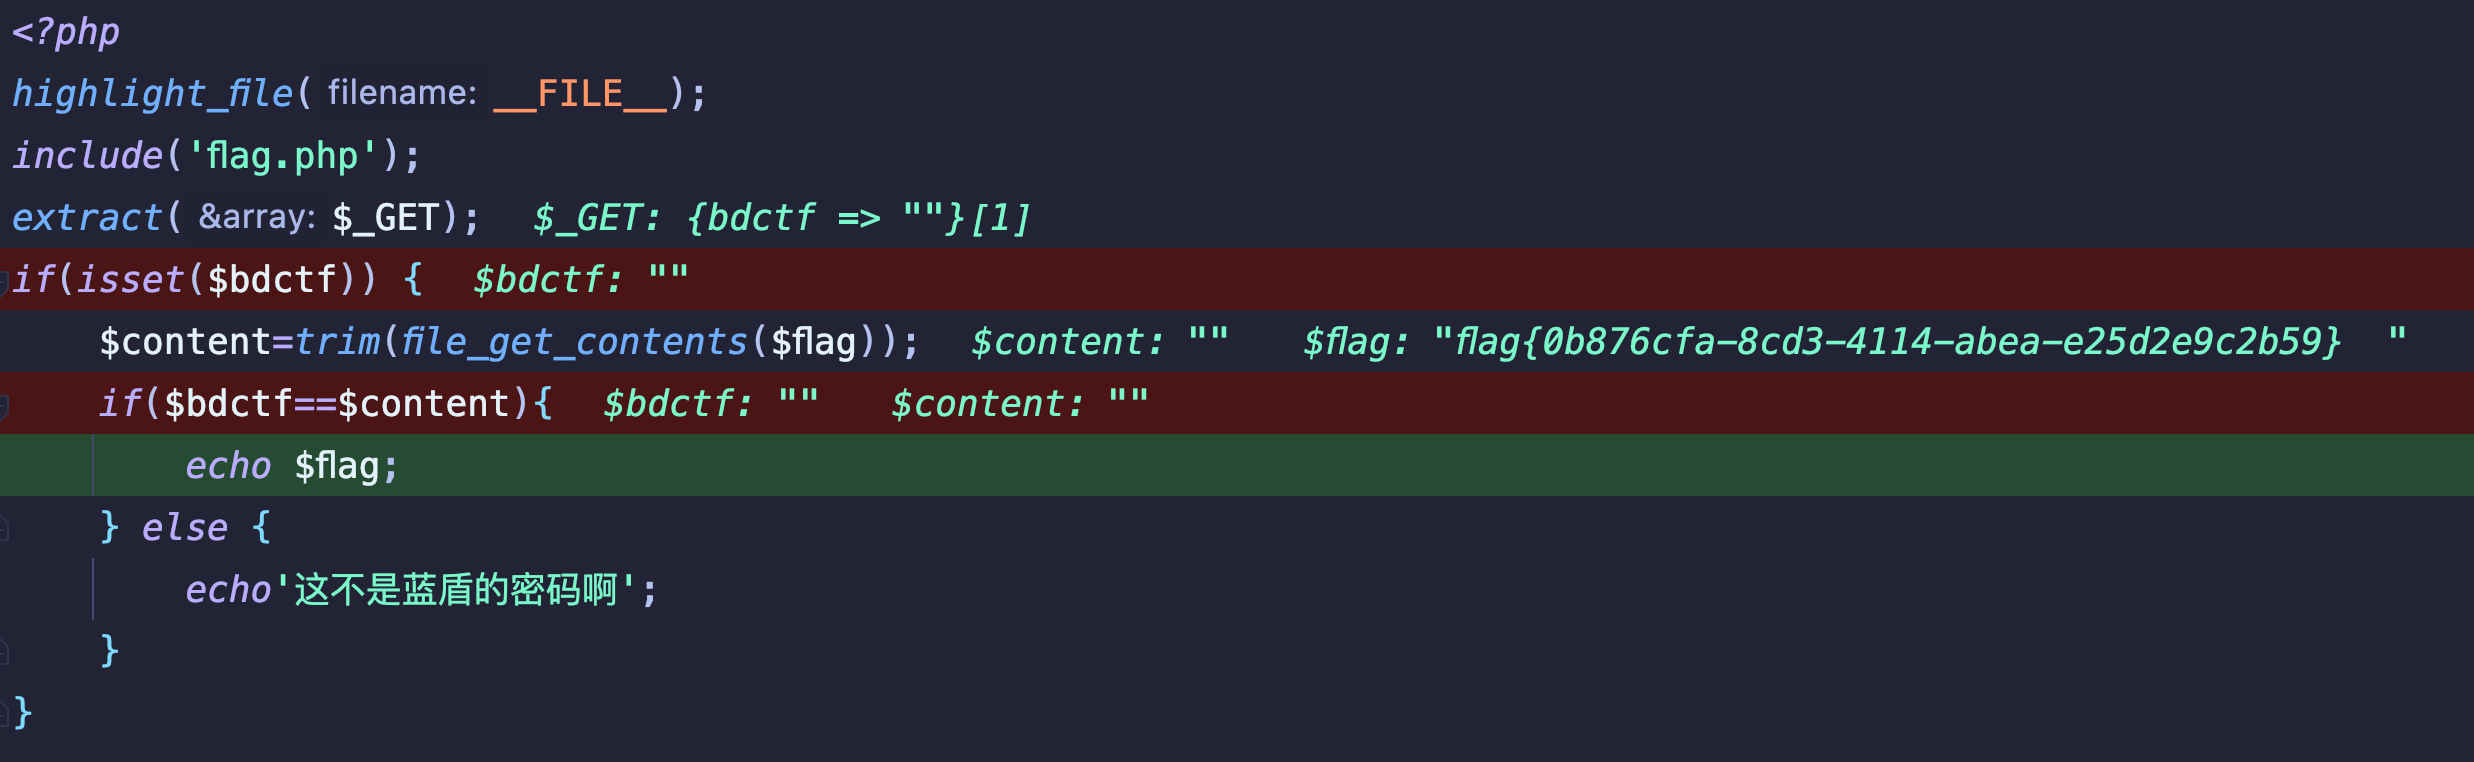 <?php
highlight_file( filename: __FILE__);
include('flag.php');
extract( &array: $_GET);  $_GET: {bdctf => ""}[1]
if(isset($bdctf)) {  $bdctf: ""
    $content=trim(file_get_contents($flag));  $content: ""  $flag: "flag{0b876cfa-8cd3-4114-abea-e25d2e9c2b59}  "
    if($bdctf==$content){  $bdctf: ""  $content: ""
        echo $flag;
    } else {
        echo'这不是蓝盾的密码啊';
    }
}